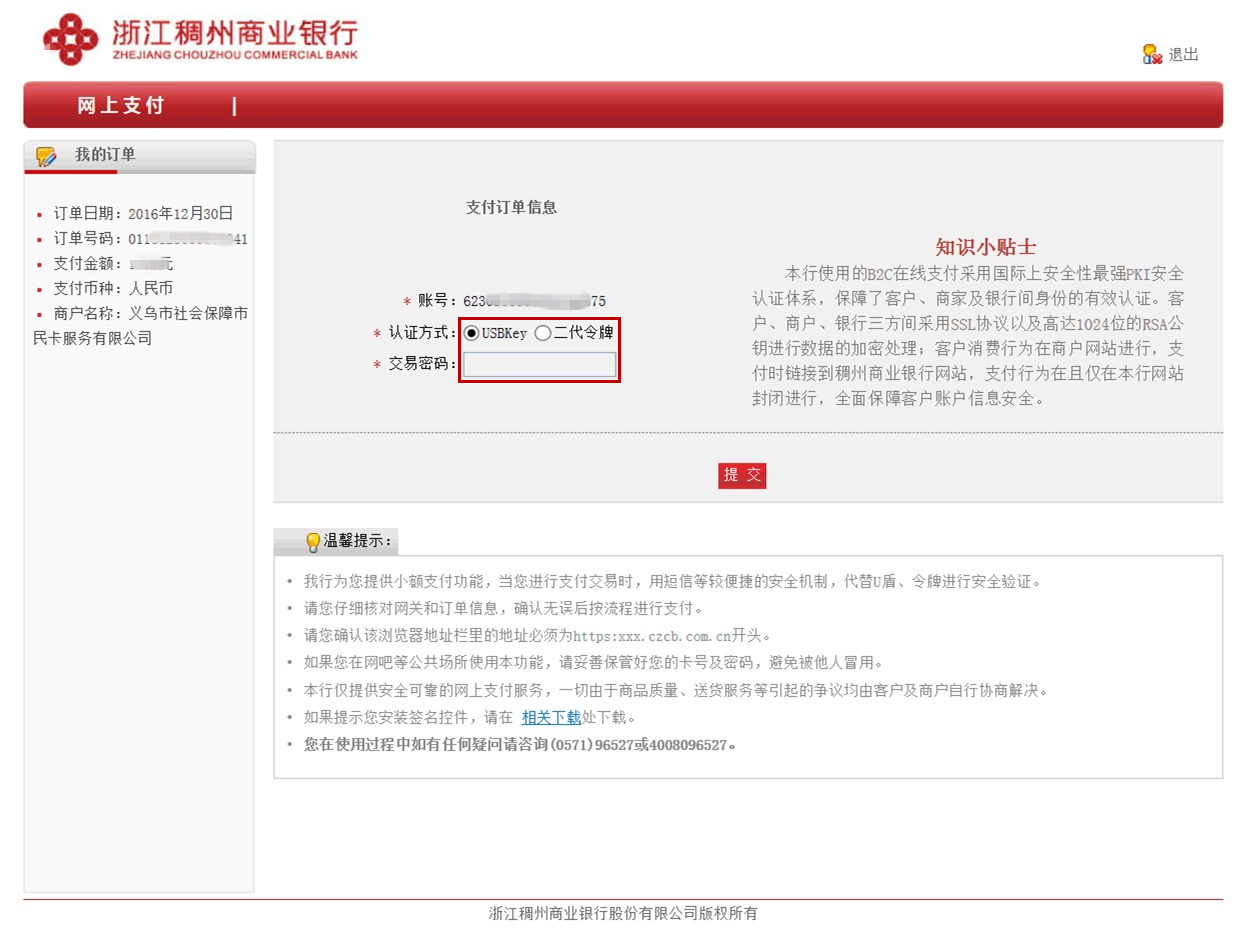 浙江稠州商业银行
ZHEJIANG CHOUZHOU COMMERCIAL BANK
退出
网上支付 |
我的订单
订单日期：2016年12月30日
订单号码：011 41
支付金额： 元
支付币种：人民币
商户名称：义乌市社会保障市
民卡服务有限公司
支付订单信息
* 账号：623 75
* 认证方式： USBKey 二代令牌
* 交易密码：
知识小贴士
本行使用的B2C在线支付采用国际上安全性最强PKI安全
认证体系，保障了客户、商家及银行间身份的有效认证。客
户、商户、银行三方间采用SSL协议以及高达1024位的RSA公
钥进行数据的加密处理；客户消费行为在商户网站进行，支
付时链接到稠州商业银行网站，支付行为在且仅在本行网站
封闭进行，全面保障客户账户信息安全。
提 交
温馨提示：
• 我行为您提供小额支付功能，当您进行支付交易时，用短信等较便捷的安全机制，代替U盾、令牌进行安全验证。
• 请您仔细核对网关和订单信息，确认无误后按流程进行支付。
• 请您确认该浏览器地址栏里的地址必须为https:xxx.czcb.com.cn开头。
• 如果您在网吧等公共场所使用本功能，请妥善保管好您的卡号及密码，避免被他人冒用。
• 本行仅提供安全可靠的网上支付服务，一切由于商品质量、送货服务等引起的争议均由客户及商户自行协商解决。
• 如果提示您安装签名控件，请在 相关下载处下载。
• 您在使用过程中如有任何疑问请咨询(0571)96527或4008096527。
浙江稠州商业银行股份有限公司版权所有